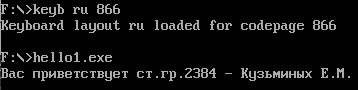 F:\>keyb ru 866
Keyboard layout ru loaded for codepage 866
F:\>hello1.exe
Вас приветствует ст.гр.2384 - Кузьминых Е.М.